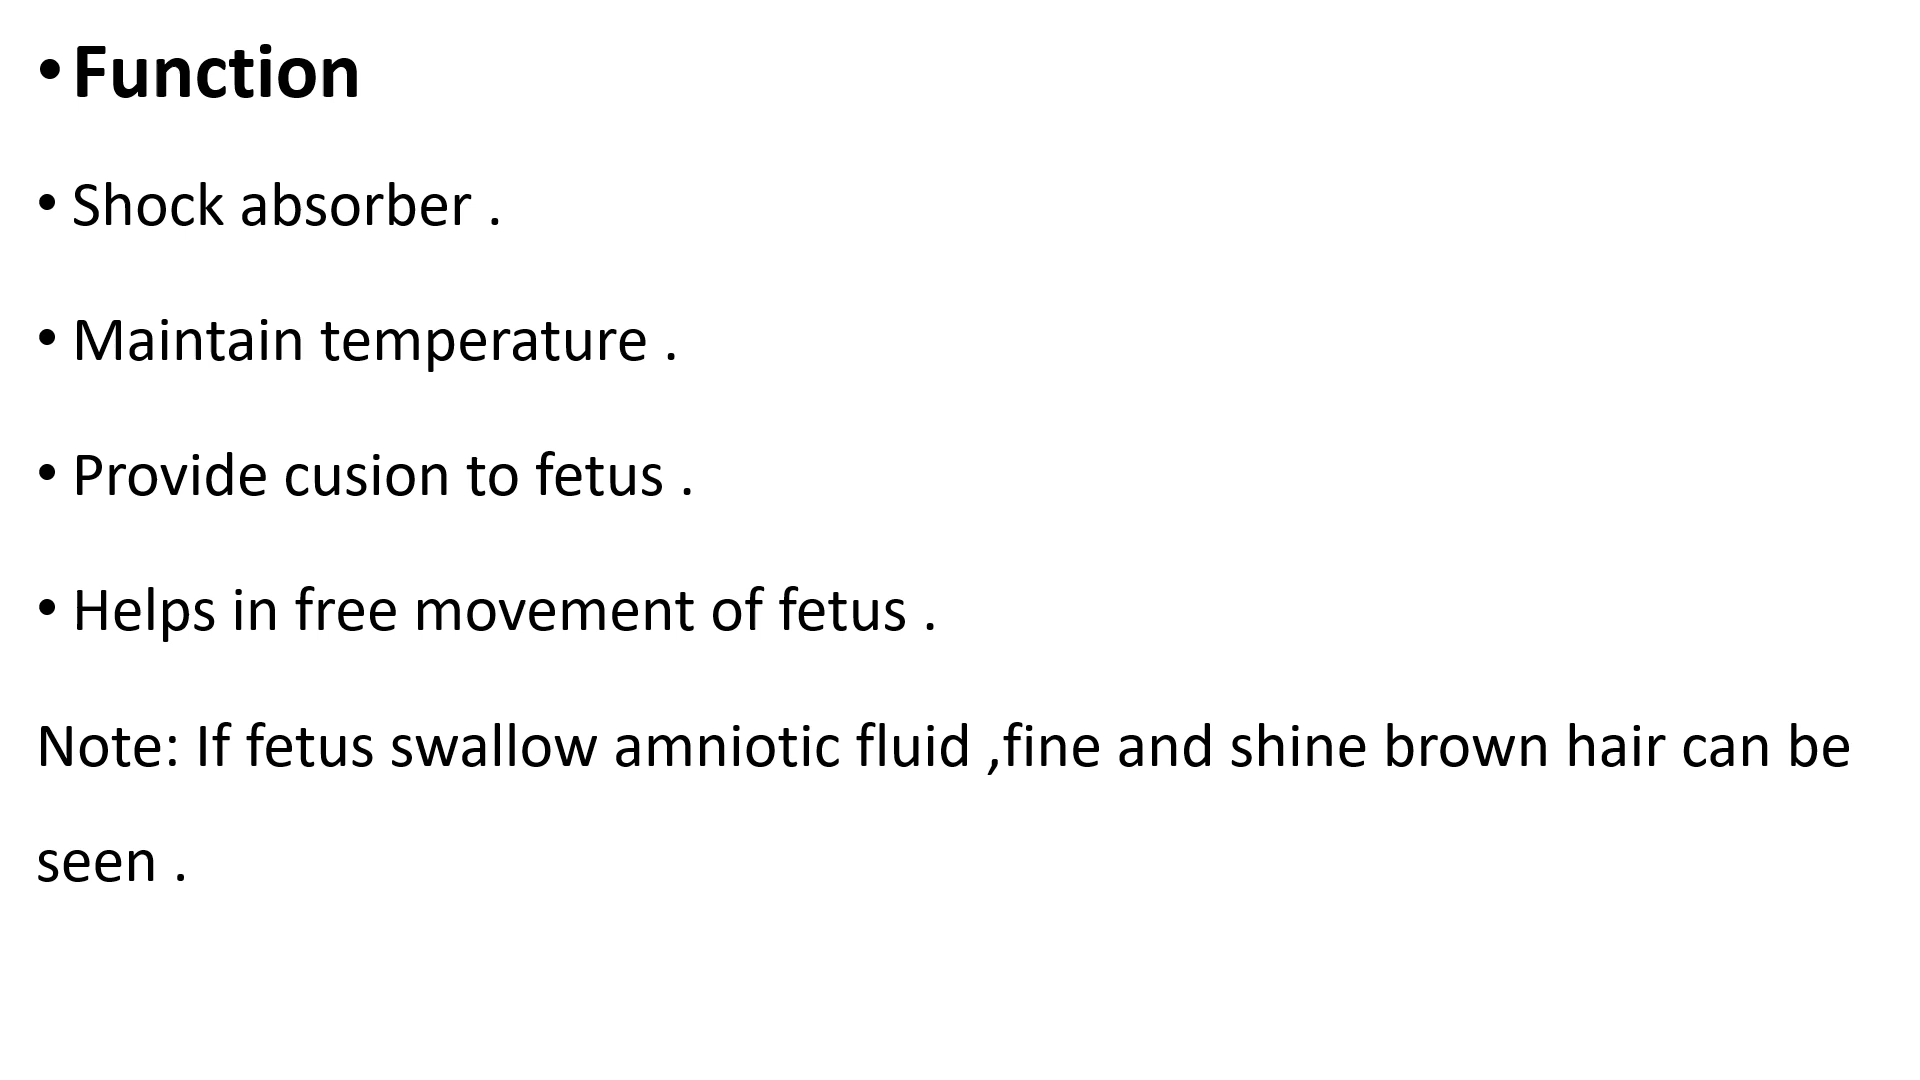 • Function
• Shock absorber .
• Maintain temperature .
• Provide cusion to fetus .
• Helps in free movement of fetus .
Note: If fetus swallow amniotic fluid ,fine and shine brown hair can be
seen .